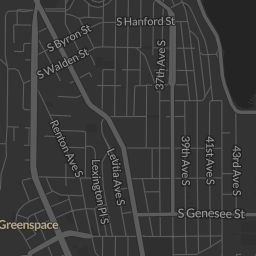 S Hanford St
S Byron St
S Walden St
37th Ave S
Renton Ave S
Lexington Pl S
Letitia Ave S
39th Ave S
41st Ave S
43rd Ave S
S Genesee St
Greenspace